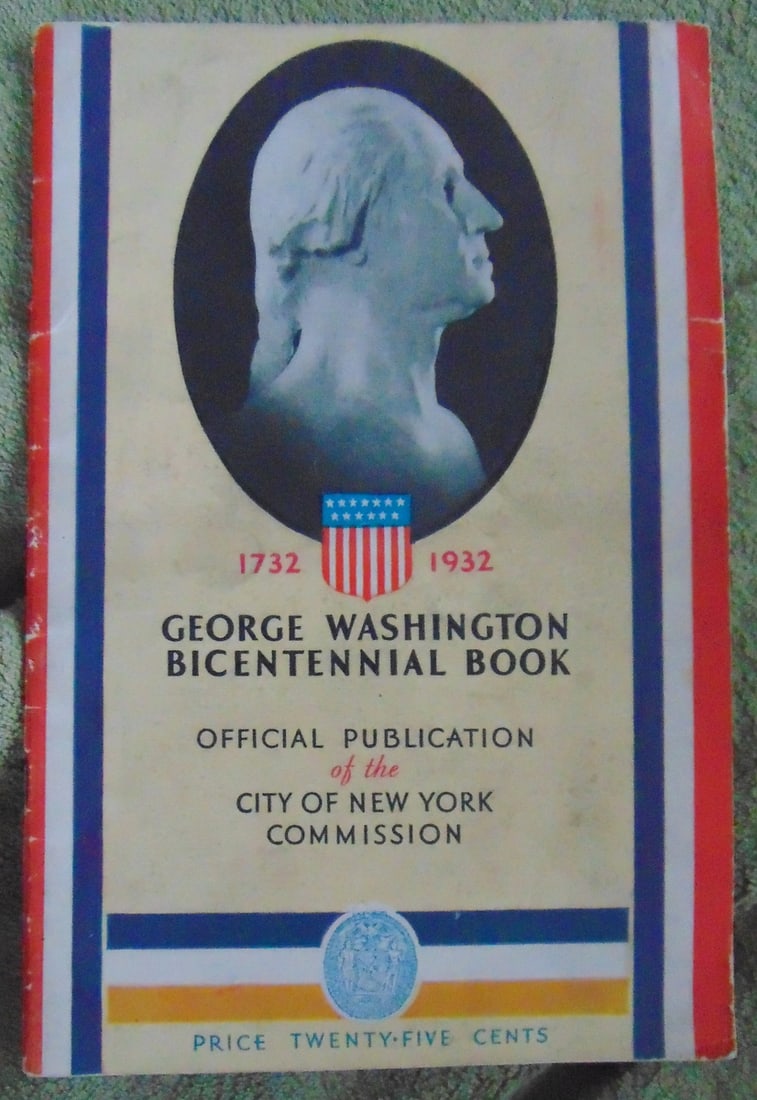 1732 1932
GEORGE WASHINGTON
BICENTENNIAL BOOK
OFFICIAL PUBLICATION
of the
CITY OF NEW YORK
COMMISSION
PRICE TWENTY-FIVE CENTS